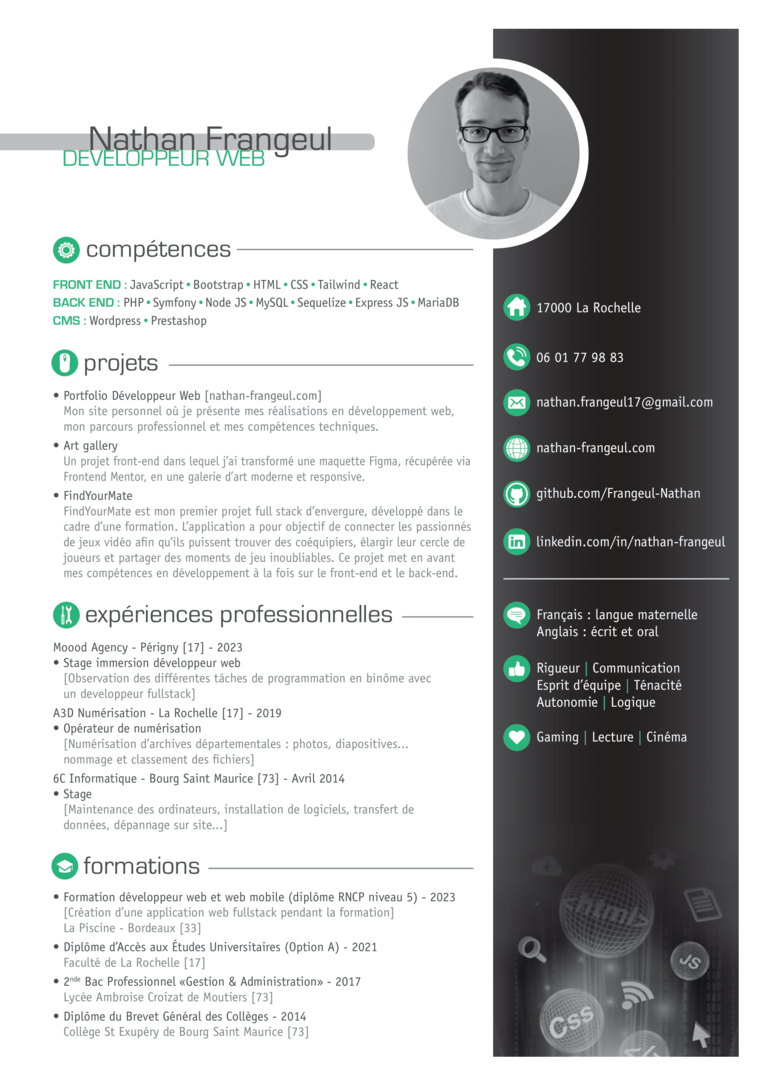 Nathan Frangeul
DEVELOPPEUR WEB
compétences
FRONT END : JavaScript • Bootstrap • HTML • CSS • Tailwind • React
BACK END : PHP • Symfony • Node JS • MySQL • Sequelize • Express JS • MariaDB
CMS : Wordpress • Prestashop
projets
• Portfolio Développeur Web [nathan-frangeul.com]
Mon site personnel où je présente mes réalisations en développement web,
mon parcours professionnel et mes compétences techniques.
• Art gallery
Un projet front-end dans lequel j’ai transformé une maquette Figma, récupérée via
Frontend Mentor, en une galerie d’art moderne et responsive.
• FindYourMate
FindYourMate est mon premier projet full stack d’envergure, développé dans le
cadre d’une formation. L’application a pour objectif de connecter les passionnés
de jeux vidéo afin qu’ils puissent trouver des coéquipiers, élargir leur cercle de
joueurs et partager des moments de jeu inoubliables. Ce projet met en avant
mes compétences en développement à la fois sur le front-end et le back-end.
expériences professionnelles
Moood Agency - Périgny [17] - 2023
• Stage immersion développeur web
[Observation des différentes tâches de programmation en binôme avec
un developpeur fullstack]
A3D Numérisation - La Rochelle [17] - 2019
• Opérateur de numérisation
[Numérisation d’archives départementales : photos, diapositives...
nommage et classement des fichiers]
6C Informatique - Bourg Saint Maurice [73] - Avril 2014
• Stage
[Maintenance des ordinateurs, installation de logiciels, transfert de
données, dépannage sur site...]
formations
• Formation développeur web et web mobile (diplôme RNCP niveau 5) - 2023
[Création d’une application web fullstack pendant la formation]
La Piscine - Bordeaux [33]
• Diplôme d’Accès aux Études Universitaires (Option A) - 2021
Faculté de La Rochelle [17]
• 2nde Bac Professionnel «Gestion & Administration» - 2017
Lycée Ambroise Croizat de Moutiers [73]
• Diplôme du Brevet Général des Collèges - 2014
Collège St Exupéry de Bourg Saint Maurice [73]
17000 La Rochelle
06 01 77 98 83
nathan.frangeul17@gmail.com
nathan-frangeul.com
github.com/Frangeul-Nathan
in
linkedin.com/in/nathan-frangeul
Français : langue maternelle
Anglais : écrit et oral
Rigueur | Communication
Esprit d’équipe | Ténacité
Autonomie | Logique
Gaming | Lecture | Cinéma
<html>
JS
Css
</>